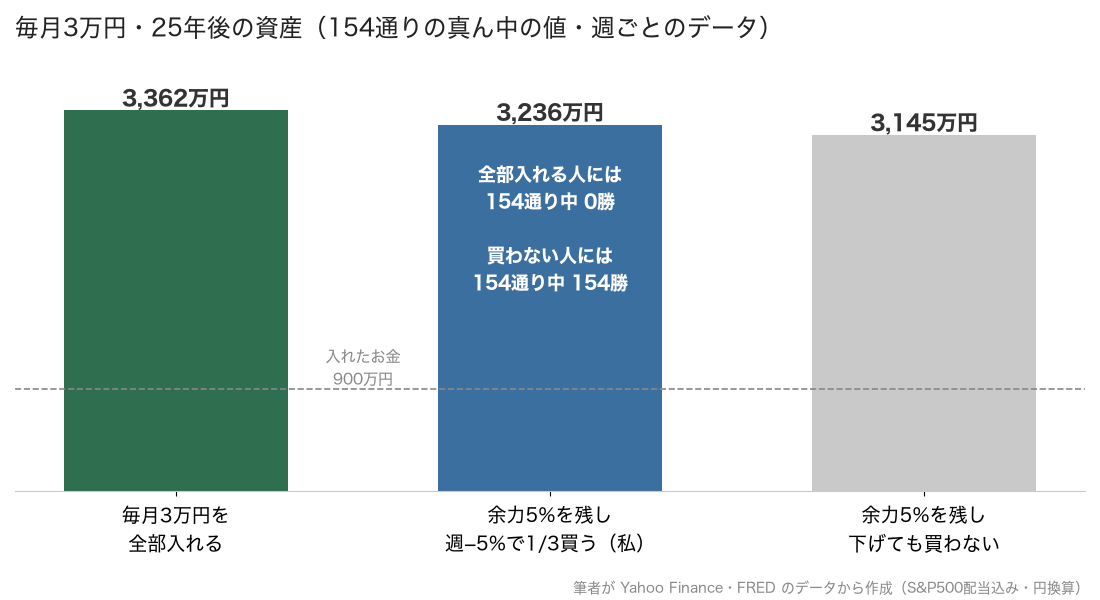 毎月3万円・25年後の資産（154通りの真ん中の値・週ごとのデータ）
3,362万円
3,236万円
3,145万円
全部入れる人には
154通り中 0勝
買わない人には
154通り中 154勝
入れたお金
900万円
毎月3万円を
全部入れる
余力5%を残し
週−5%で1/3買う（私）
余力5%を残し
下げても買わない
筆者が Yahoo Finance・FRED のデータから作成（S&P500配当込み・円換算）